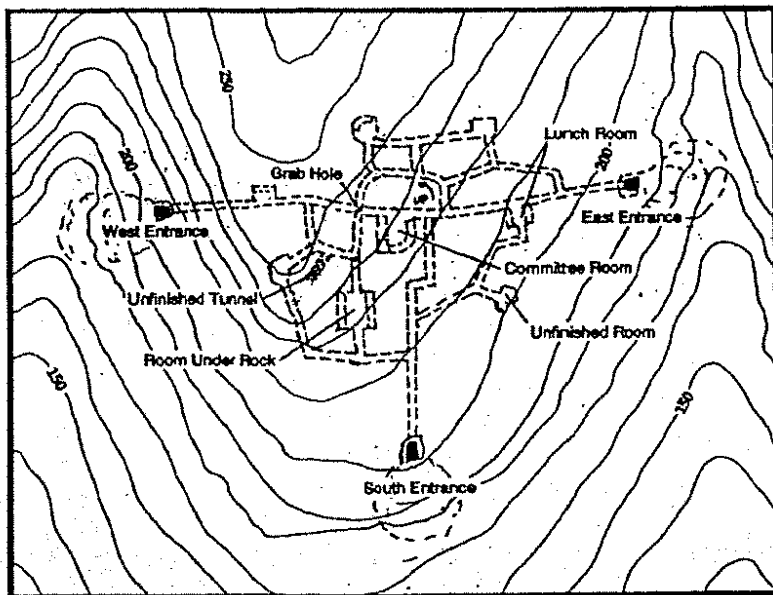 Lunch Room
200
200
Grab Hole
West Entrance
East Entrance
Committee Room
Unfinished Tunnel
Unfinished Room
Room Under Rock
150
150
South Entrance